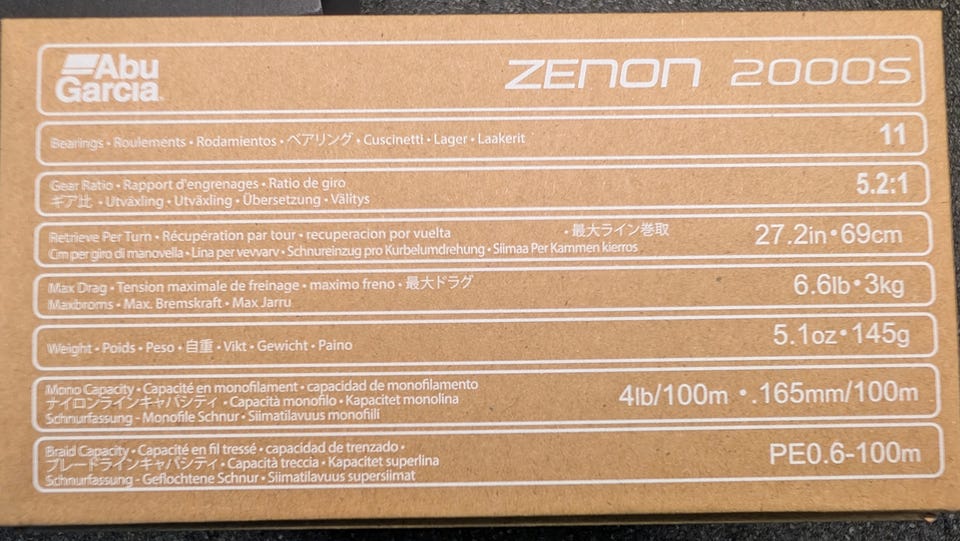 Abu
Garcia
ZENON 2000S
Bearings • Roulements • Rodamientos • ベアリング • Cuscinetti • Lager • Laakerit
11
Gear Ratio • Rapport d'engrenages • Ratio de giro
ギア比 • Utväxling • Utväxling • Übersetzung • Välitys
5.2:1
Retrieve Per Turn • Récupération par tour • recuperacion por vuelta • 最大ライン巻取
Cm per giro di manovella • Lina per vevvarv • Schnureinzug pro Kurbelumdrehung • Siimaa Per Kammen kierros
27.2in • 69cm
Max Drag • Tension maximale de freinage • maximo freno • 最大ドラグ
Maxbroms • Max. Bremskraft • Max Jarru
6.6lb • 3kg
Weight • Poids • Peso • 自重 • Vikt • Gewicht • Paino
5.1oz • 145g
Mono Capacity • Capacité en monofilament • capacidad de monofilamento
ナイロンラインキャパシティ • Capacità monofilo • Kapacitet monolina
Schnurfassung - Monofile Schnur • Siimatilavuus monofiili
4lb/100m • .165mm/100m
Braid Capacity • Capacité en fil tressé • capacidad de trenzado •
ブレードラインキャパシティ • Capacità treccia • Kapacitet superlina
Schnurfassung - Geflochtene Schnur • Siimatilavuus supersiimat
PE0.6-100m